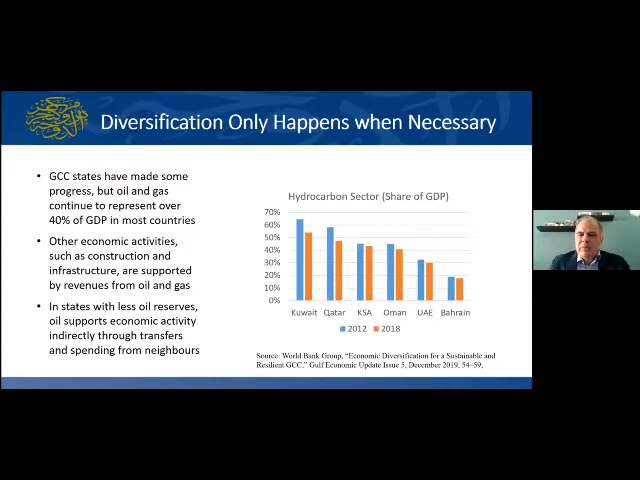 Diversification Only Happens when Necessary
• GCC states have made some
progress, but oil and gas
continue to represent over
40% of GDP in most countries
• Other economic activities,
such as construction and
infrastructure, are supported
by revenues from oil and gas
• In states with less oil reserves,
oil supports economic activity
indirectly through transfers
and spending from neighbours
Hydrocarbon Sector (Share of GDP)
70%
60%
50%
40%
30%
20%
10%
0%
Kuwait Qatar KSA Oman UAE Bahrain
2012 2018
Source: World Bank Group, “Economic Diversification for a Sustainable and
Resilient GCC,” Gulf Economic Update Issue 5, December 2019, 54–59,